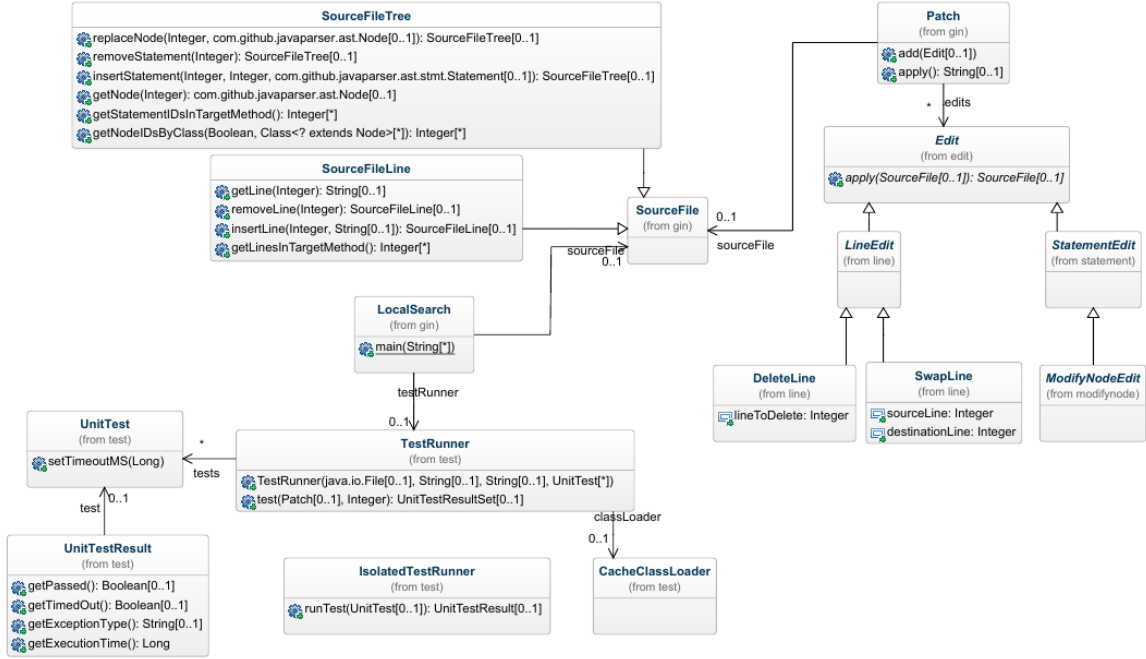 SourceFileTree
replaceNode(Integer, com.github.javaparser.ast.Node[0..1]): SourceFileTree[0..1]
removeStatement(Integer): SourceFileTree[0..1]
insertStatement(Integer, Integer, com.github.javaparser.ast.stmt.Statement[0..1]): SourceFileTree[0..1]
getNode(Integer): com.github.javaparser.ast.Node[0..1]
getStatementIDsInTargetMethod(): Integer[*]
getNodeIDsByClass(Boolean, Class<? extends Node>[*]): Integer[*]
Patch
(from gin)
add(Edit[0..1])
apply(): String[0..1]
* edits
Edit
(from edit)
apply(SourceFile[0..1]): SourceFile[0..1]
SourceFileLine
getLine(Integer): String[0..1]
removeLine(Integer): SourceFileLine[0..1]
insertLine(Integer, String[0..1]): SourceFileLine[0..1]
getLinesInTargetMethod(): Integer[*]
SourceFile
(from gin)
0..1
sourceFile
sourceFile
0..1
LineEdit
(from line)
StatementEdit
(from statement)
LocalSearch
(from gin)
main(String[*])
testRunner
0..1
DeleteLine
(from line)
lineToDelete: Integer
SwapLine
(from line)
sourceLine: Integer
destinationLine: Integer
ModifyNodeEdit
(from modifynode)
UnitTest
(from test)
setTimeoutMS(Long)
*
tests
TestRunner
(from test)
TestRunner(java.io.File[0..1], String[0..1], String[0..1], UnitTest[*])
test(Patch[0..1], Integer): UnitTestResultSet[0..1]
0..1
test
classLoader
0..1
UnitTestResult
(from test)
getPassed(): Boolean[0..1]
getTimedOut(): Boolean[0..1]
getExceptionType(): String[0..1]
getExecutionTime(): Long
IsolatedTestRunner
(from test)
runTest(UnitTest[0..1]): UnitTestResult[0..1]
CacheClassLoader
(from test)